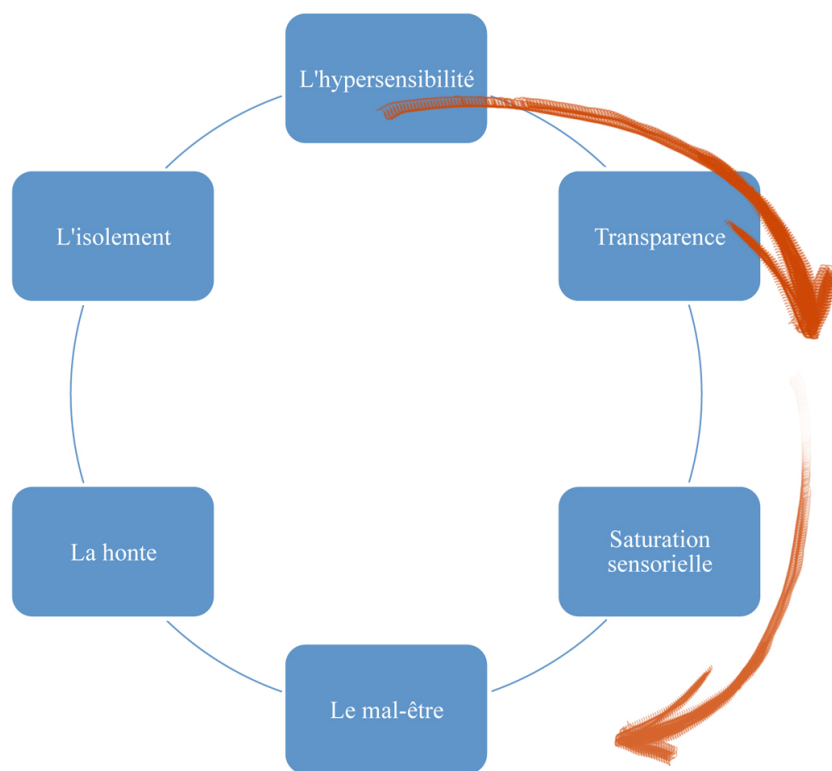 L'hypersensibilité
Transparence
Saturation
sensorielle
Le mal-être
La honte
L'isolement